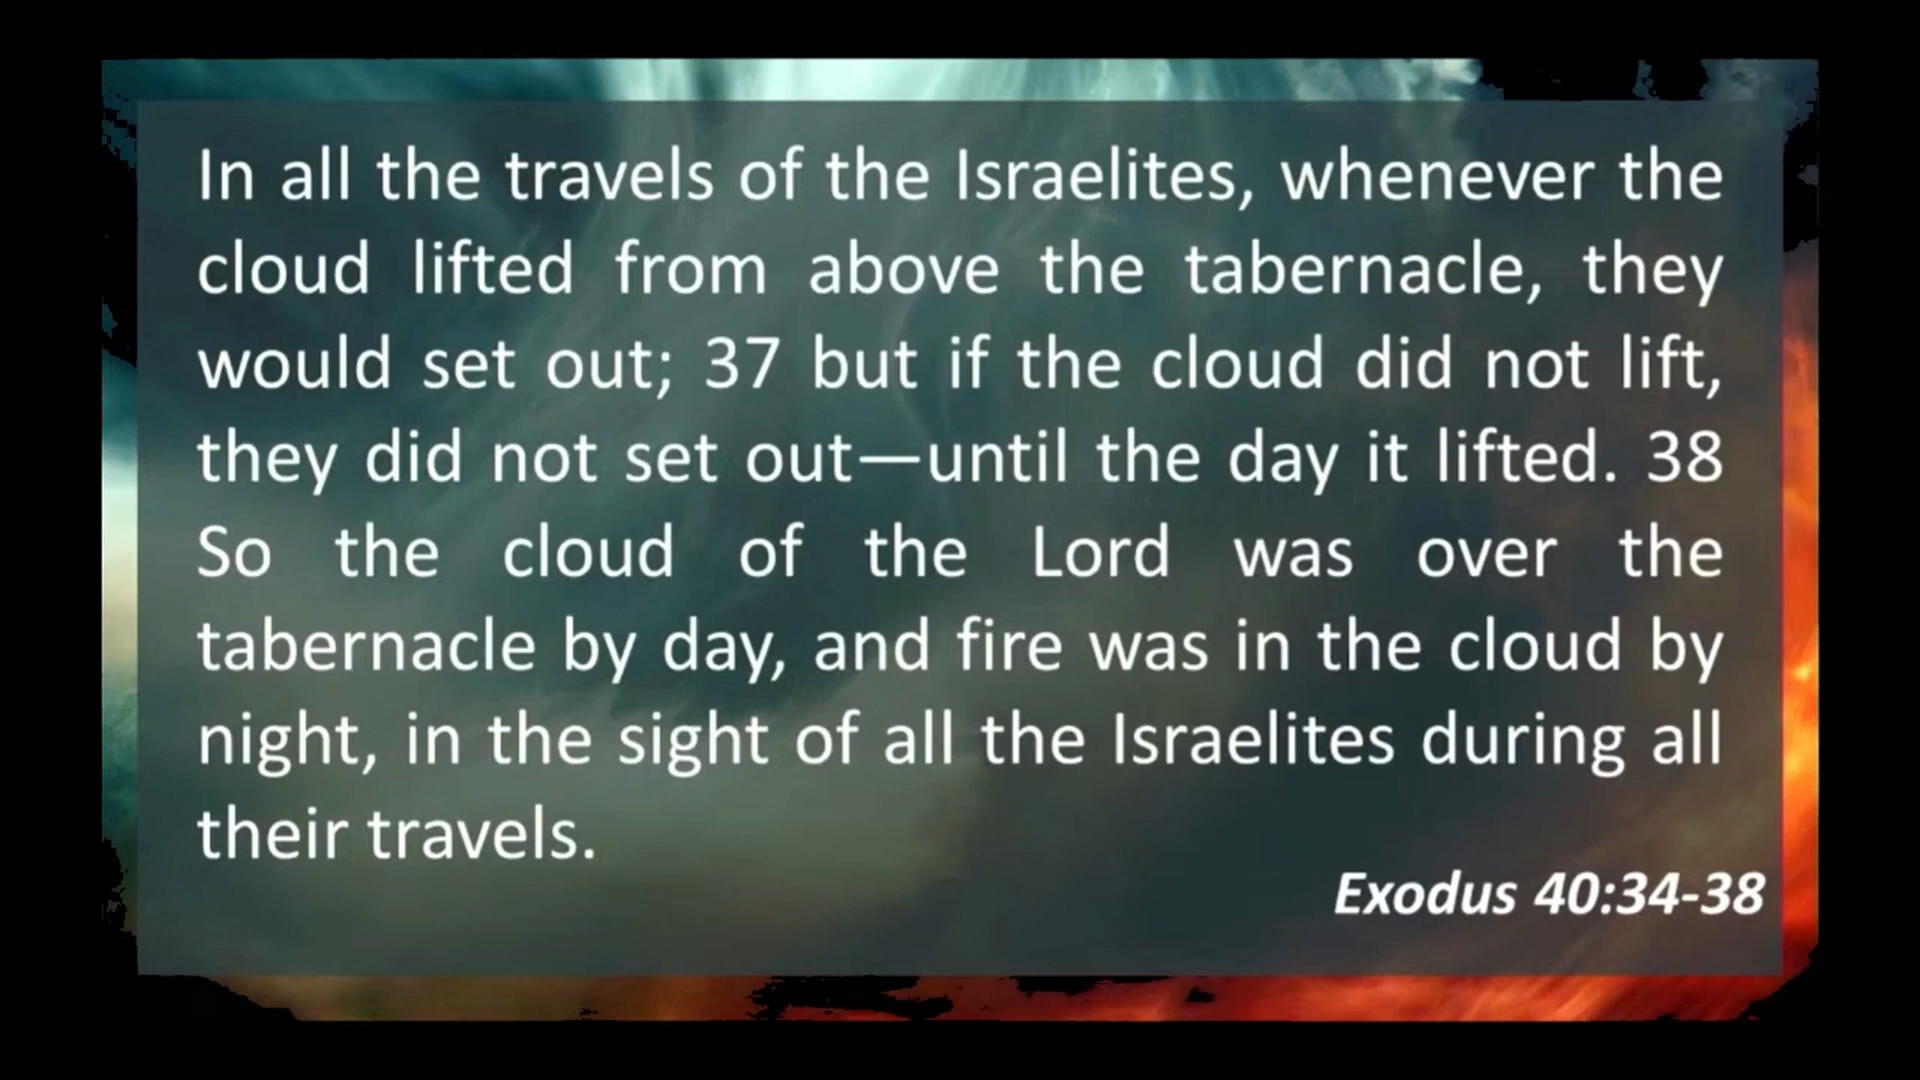 In all the travels of the Israelites, whenever the
cloud lifted from above the tabernacle, they
would set out; 37 but if the cloud did not lift,
they did not set out—until the day it lifted. 38
So the cloud of the Lord was over the
tabernacle by day, and fire was in the cloud by
night, in the sight of all the Israelites during all
their travels.
Exodus 40:34-38